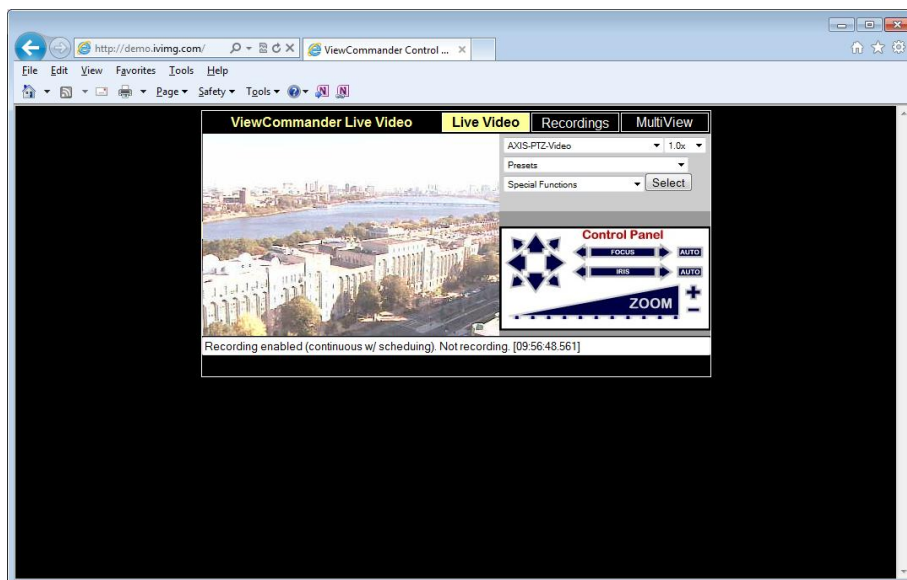 http://demo.ivimg.com/
ViewCommander Control ...
File Edit View Favorites Tools Help
Page Safety Tools
ViewCommander Live Video Live Video Recordings MultiView
AXIS-PTZ-Video 1.0x
Presets
Special Functions Select
Control Panel
FOCUS AUTO
IRIS AUTO
ZOOM
Recording enabled (continuous w/ scheduing). Not recording. [09:56:48.561]